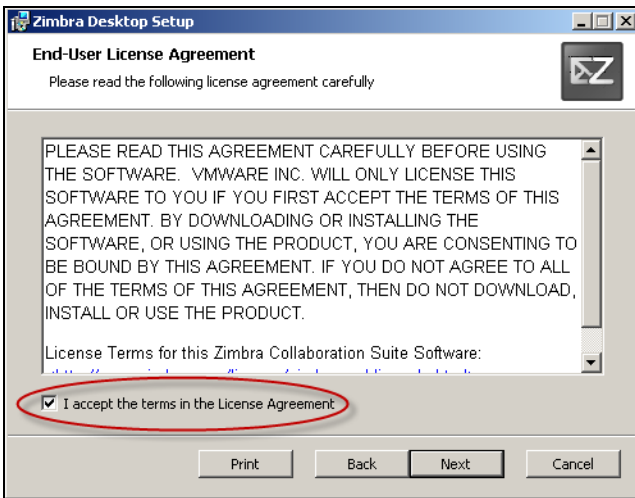 Zimbra Desktop Setup
End-User License Agreement
Please read the following license agreement carefully
PLEASE READ THIS AGREEMENT CAREFULLY BEFORE USING
THE SOFTWARE.  VMWARE INC. WILL ONLY LICENSE THIS
SOFTWARE TO YOU IF YOU FIRST ACCEPT THE TERMS OF THIS
AGREEMENT. BY DOWNLOADING OR INSTALLING THE
SOFTWARE, OR USING THE PRODUCT, YOU ARE CONSENTING TO
BE BOUND BY THIS AGREEMENT. IF YOU DO NOT AGREE TO ALL
OF THE TERMS OF THIS AGREEMENT, THEN DO NOT DOWNLOAD,
INSTALL OR USE THE PRODUCT.
License Terms for this Zimbra Collaboration Suite Software:
I accept the terms in the License Agreement
Print
Back
Next
Cancel